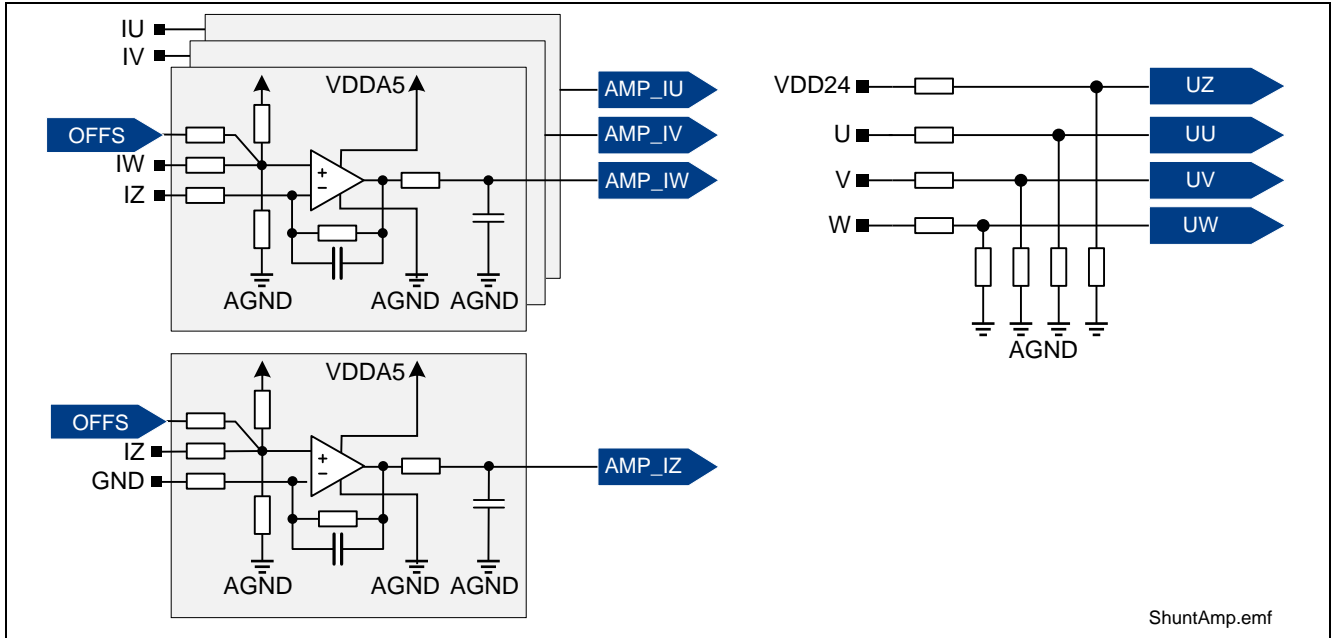 IU
IV
VDDA5
AMP_IU
OFFS
AMP_IV
IW
AMP_IW
IZ
+
-
AGND
AGND
AGND
VDD24
UZ
U
UU
V
UV
W
UW
AGND
VDDA5
OFFS
IZ
GND
+
-
AMP_IZ
AGND
AGND
AGND
ShuntAmp.emf